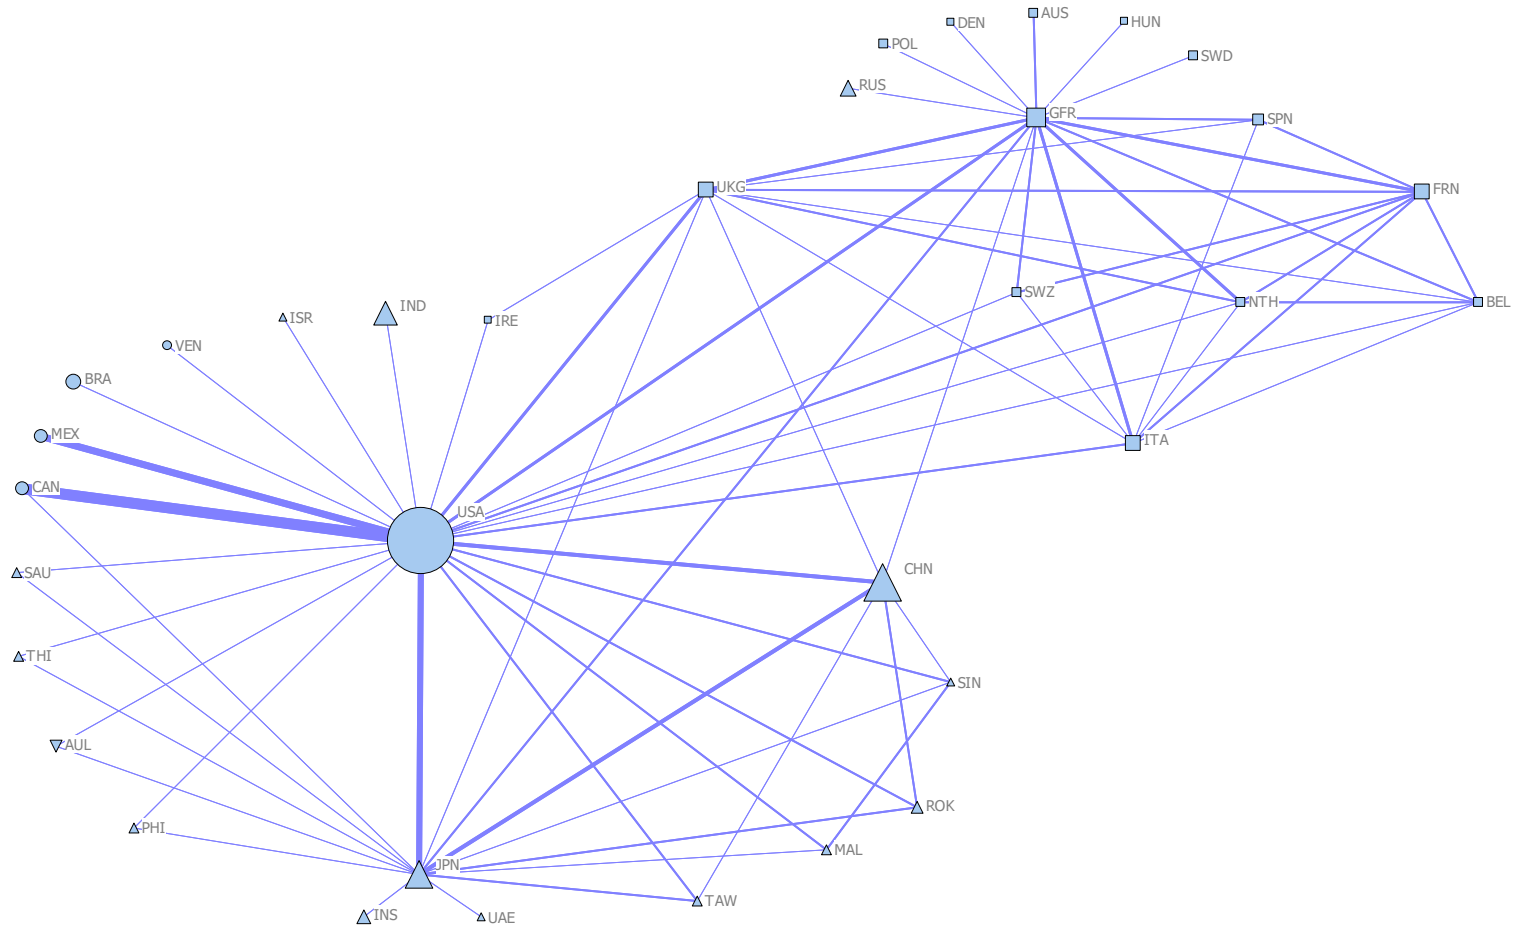 AUS
DEN
HUN
POL
SWD
RUS
GFR
SPN
UKG
FRN
SWZ
NTH
BEL
IND
ISR
IRE
VEN
BRA
MEX
ITA
CAN
USA
CHN
SAU
THI
SIN
AUL
ROK
PHI
MAL
JPN
TAW
INS
UAE